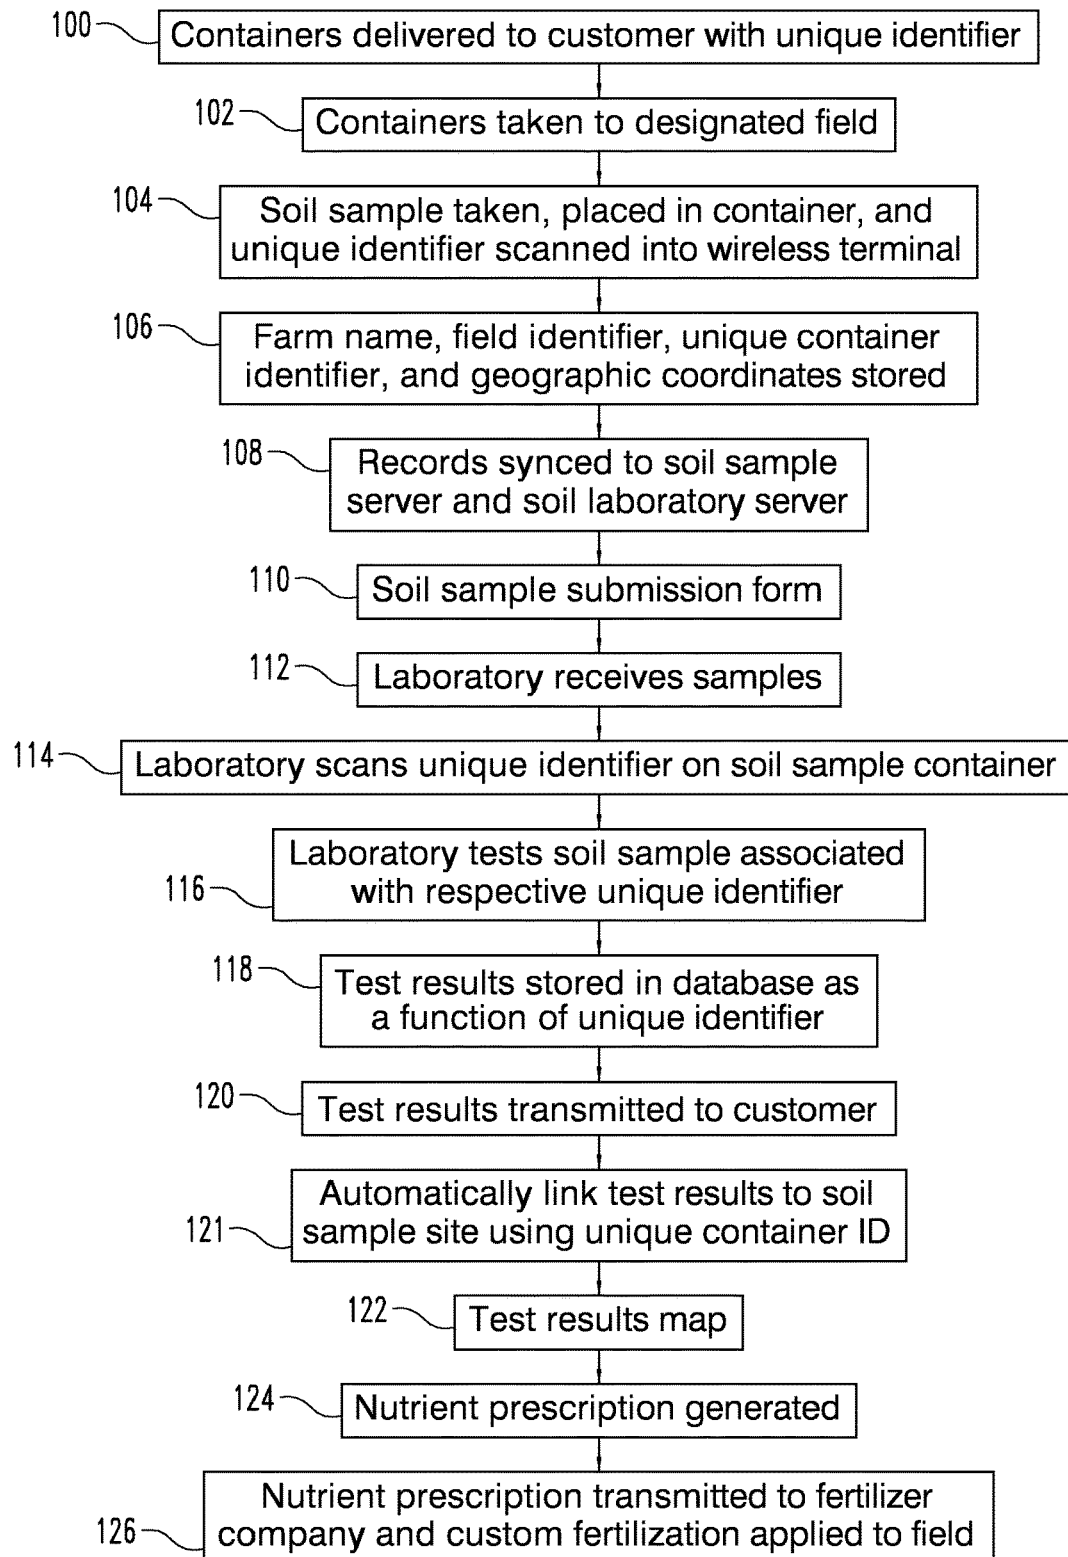 100
Containers delivered to customer with unique identifier
102
Containers taken to designated field
104
Soil sample taken, placed in container, and
unique identifier scanned into wireless terminal
106
Farm name, field identifier, unique container
identifier, and geographic coordinates stored
108
Records synced to soil sample
server and soil laboratory server
110
Soil sample submission form
112
Laboratory receives samples
114
Laboratory scans unique identifier on soil sample container
116
Laboratory tests soil sample associated
with respective unique identifier
118
Test results stored in database as
a function of unique identifier
120
Test results transmitted to customer
121
Automatically link test results to soil
sample site using unique container ID
122
Test results map
124
Nutrient prescription generated
126
Nutrient prescription transmitted to fertilizer
company and custom fertilization applied to field